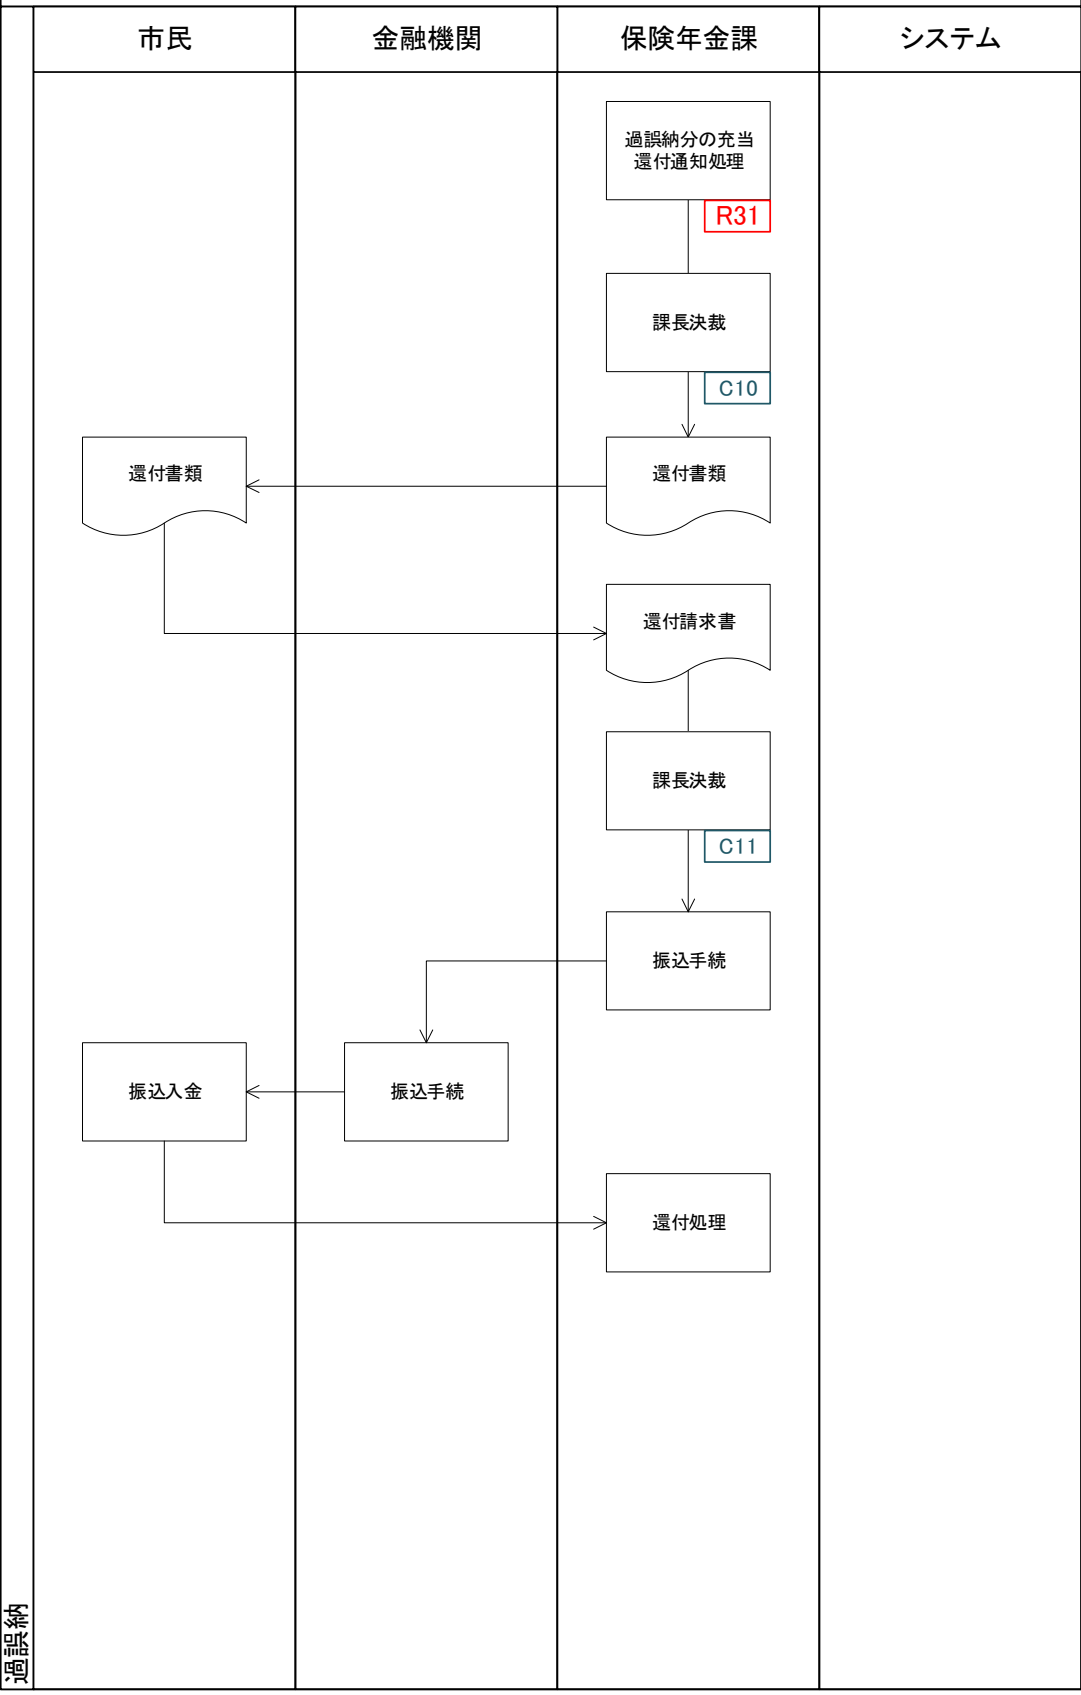 市民
金融機関
保険年金課
システム
過誤納分の充当
還付通知処理
R31
課長決裁
C10
還付書類
還付書類
還付請求書
課長決裁
C11
振込手続
振込入金
振込手続
還付処理
過誤納